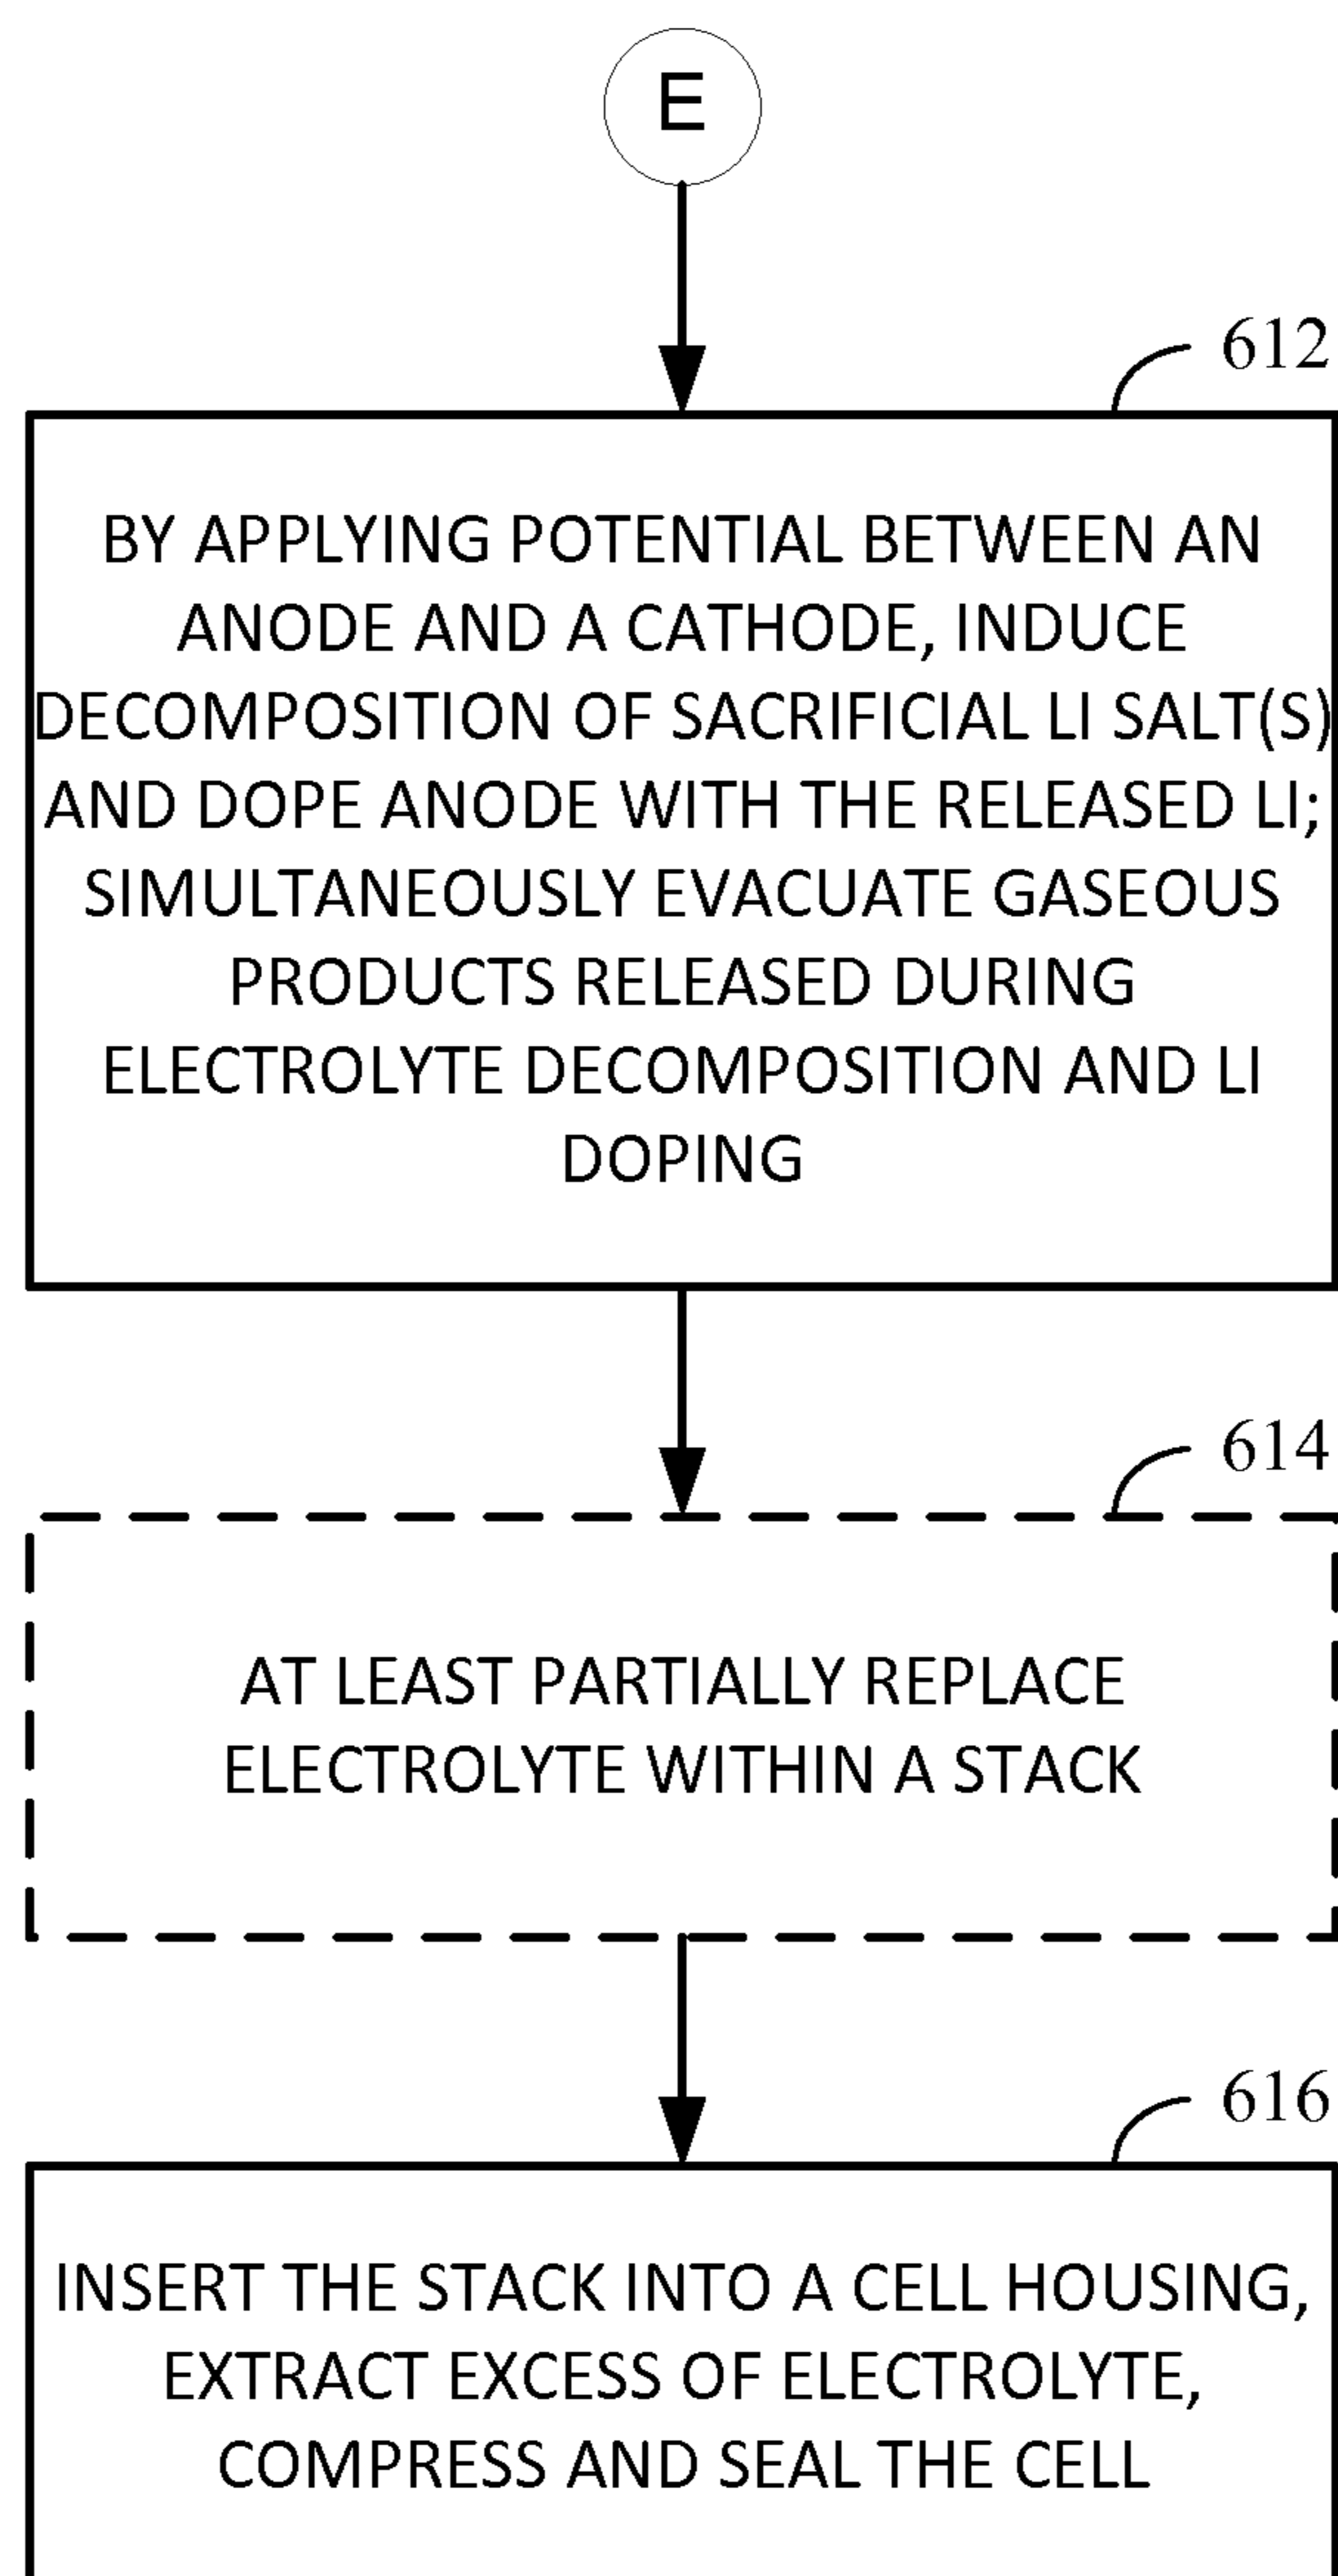 E
612
BY APPLYING POTENTIAL BETWEEN AN
ANODE AND A CATHODE, INDUCE
DECOMPOSITION OF SACRIFICIAL LI SALT(S)
AND DOPE ANODE WITH THE RELEASED LI;
SIMULTANEOUSLY EVACUATE GASEOUS
PRODUCTS RELEASED DURING
ELECTROLYTE DECOMPOSITION AND LI
DOPING
614
AT LEAST PARTIALLY REPLACE
ELECTROLYTE WITHIN A STACK
616
INSERT THE STACK INTO A CELL HOUSING,
EXTRACT EXCESS OF ELECTROLYTE,
COMPRESS AND SEAL THE CELL